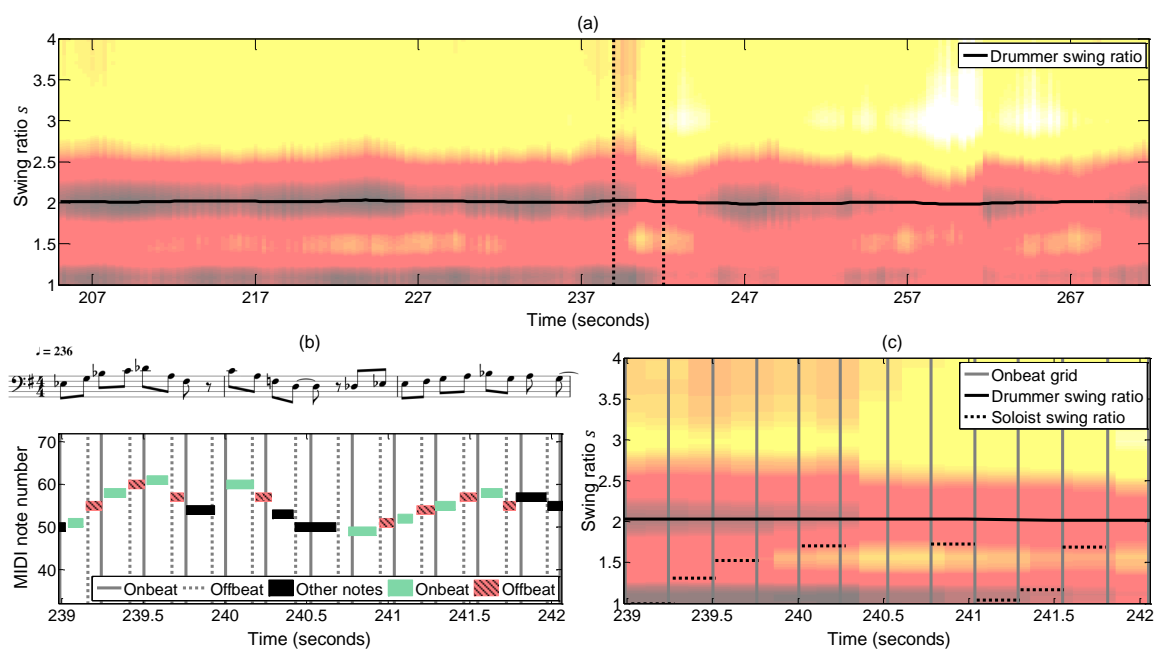 (a)
4
3.5
3
2.5
2
1.5
1
Swing ratio s
Drummer swing ratio
207 217 227 237 247 257 267
Time (seconds)
(b)
♩ = 236
4
4
70
60
50
40
MIDI note number
Onbeat Offbeat Other notes Onbeat Offbeat
239 239.5 240 240.5 241 241.5 242
Time (seconds)
(c)
4
3.5
3
2.5
2
1.5
1
Swing ratio s
Onbeat grid
Drummer swing ratio
Soloist swing ratio
239 239.5 240 240.5 241 241.5 242
Time (seconds)